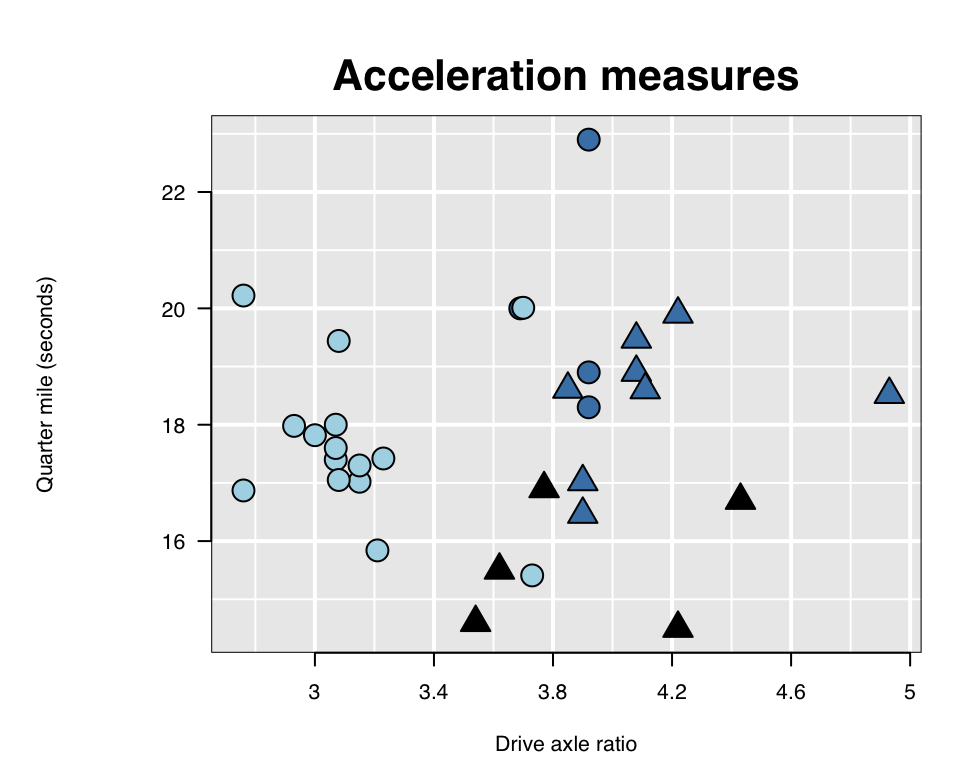 Acceleration measures
Quarter mile (seconds)
22
20
18
16
3 3.4 3.8 4.2 4.6 5
Drive axle ratio